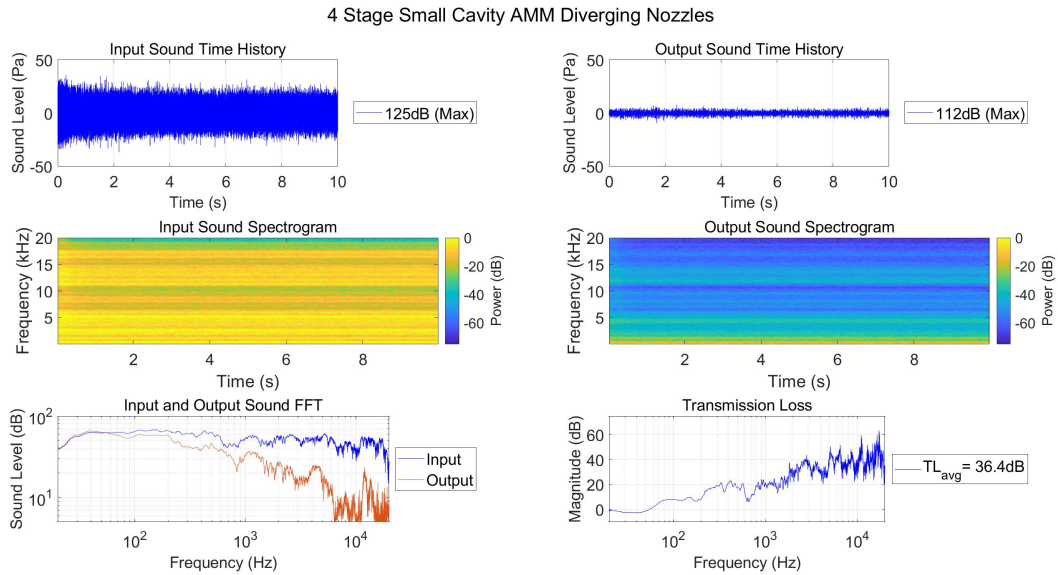 4 Stage Small Cavity AMM Diverging Nozzles
Input Sound Time History
50
0
-50
0 2 4 6 8 10
Sound Level (Pa)
Time (s)
125dB (Max)
Output Sound Time History
50
0
-50
0 2 4 6 8 10
Sound Level (Pa)
Time (s)
112dB (Max)
Input Sound Spectrogram
20
15
10
5
2 4 6 8
Frequency (kHz)
Time (s)
0
-20
-40
-60
Power (dB)
Output Sound Spectrogram
20
15
10
5
2 4 6 8
Frequency (kHz)
Time (s)
0
-20
-40
-60
Power (dB)
Input and Output Sound FFT
10²
10¹
10² 10³ 10⁴
Sound Level (dB)
Frequency (Hz)
Input
Output
Transmission Loss
60
40
20
0
10² 10³ 10⁴
Magnitude (dB)
Frequency (Hz)
TL_avg = 36.4dB